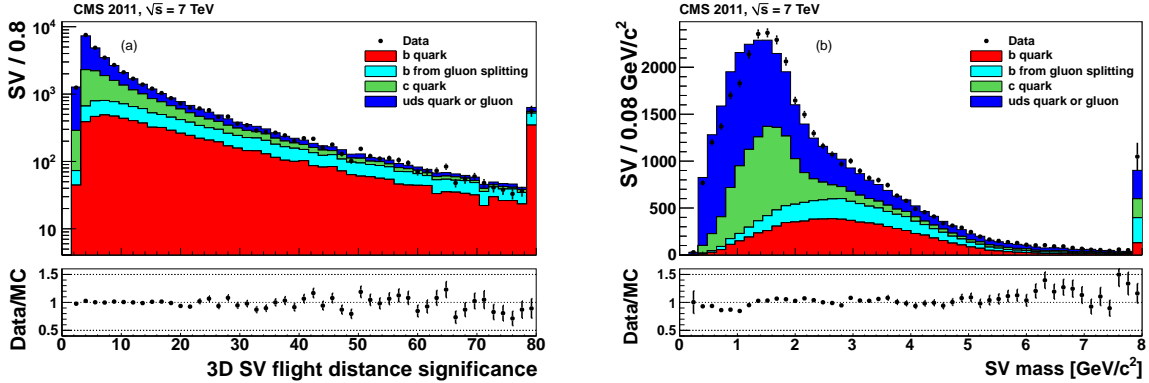 CMS 2011, √s = 7 TeV
SV / 0.8
10⁴
10³
10²
10
(a)
Data
b quark
b from gluon splitting
c quark
uds quark or gluon
Data/MC
1.5
1
0.5
0 10 20 30 40 50 60 70 80
3D SV flight distance significance
CMS 2011, √s = 7 TeV
SV / 0.08 GeV/c²
2000
1500
1000
500
0
(b)
Data
b quark
b from gluon splitting
c quark
uds quark or gluon
Data/MC
1.5
1
0.5
0 1 2 3 4 5 6 7 8
SV mass [GeV/c²]